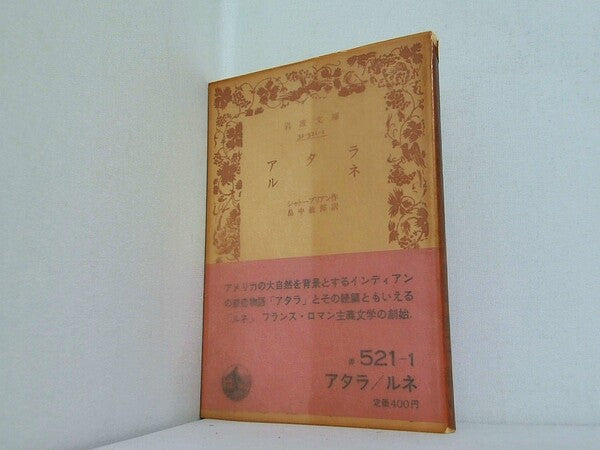 岩波文庫
32-521-1
アタラ
ルネ
シャトーブリアン作
畠中敏郎訳
アメリカの大自然を背景とするインディアン
の悲恋物語「アタラ」とその続篇ともいえる
「ルネ」。フランス・ロマン主義文学の創始.
赤 521-1
アタラ/ルネ
定価400円